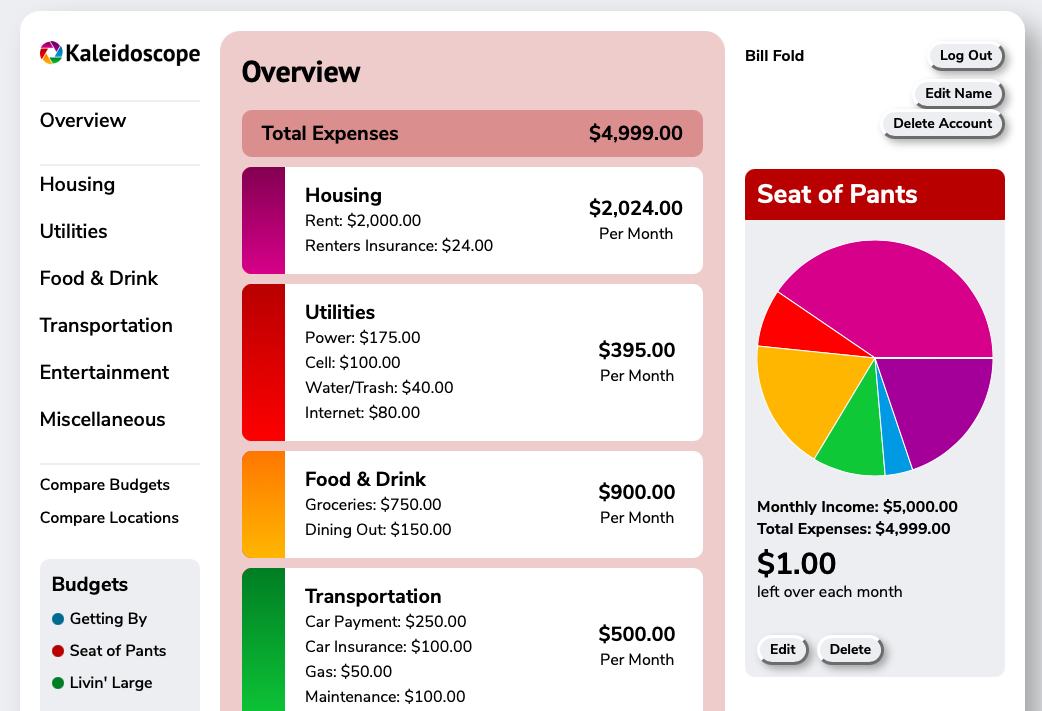 Kaleidoscope
Overview
Housing
Utilities
Food & Drink
Transportation
Entertainment
Miscellaneous
Compare Budgets
Compare Locations
Budgets
Getting By
Seat of Pants
Livin' Large
Overview
Total Expenses $4,999.00
Housing
Rent: $2,000.00
Renters Insurance: $24.00
$2,024.00
Per Month
Utilities
Power: $175.00
Cell: $100.00
Water/Trash: $40.00
Internet: $80.00
$395.00
Per Month
Food & Drink
Groceries: $750.00
Dining Out: $150.00
$900.00
Per Month
Transportation
Car Payment: $250.00
Car Insurance: $100.00
Gas: $50.00
Maintenance: $100.00
$500.00
Per Month
Bill Fold
Log Out
Edit Name
Delete Account
Seat of Pants
Monthly Income: $5,000.00
Total Expenses: $4,999.00
$1.00
left over each month
Edit Delete